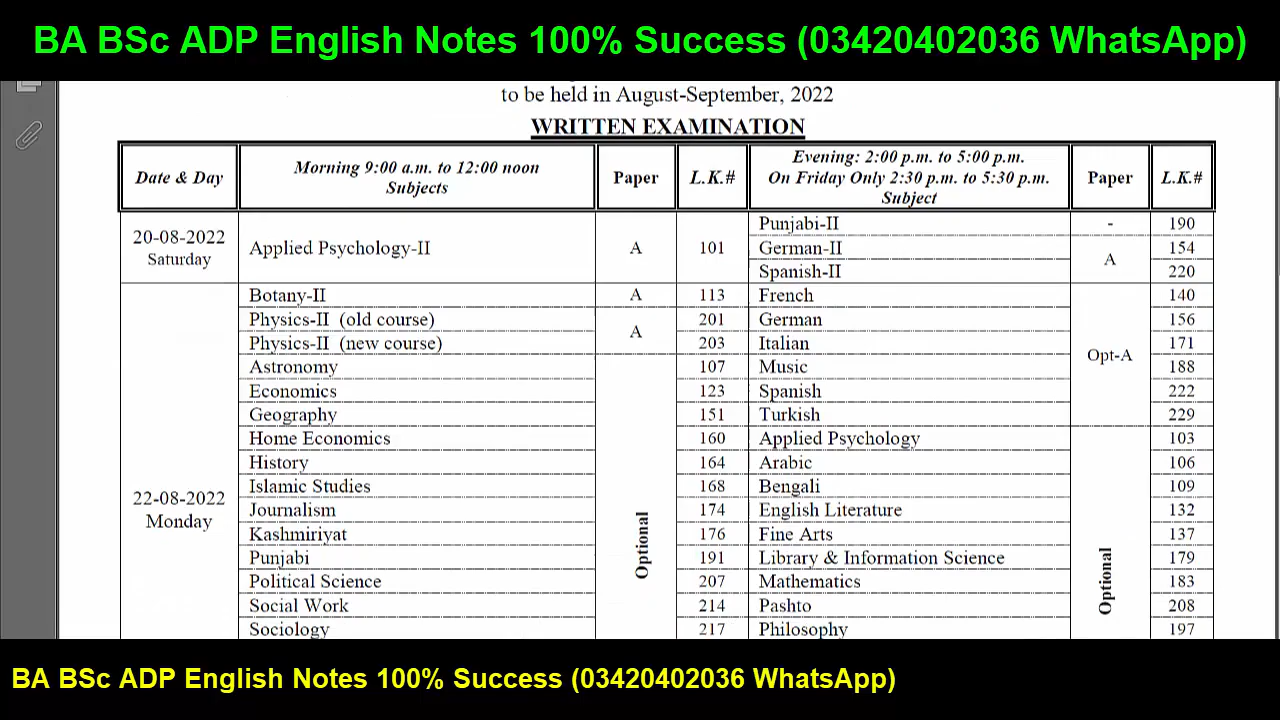 BA BSc ADP English Notes 100% Success (03420402036 WhatsApp)
to be held in August-September, 2022
WRITTEN EXAMINATION
Date & Day Morning 9:00 a.m. to 12:00 noon Subjects Paper L.K.# Evening: 2:00 p.m. to 5:00 p.m. On Friday Only 2:30 p.m. to 5:30 p.m. Subject Paper L.K.#
20-08-2022 Saturday Applied Psychology-II A 101 Punjabi-II - 190
German-II A 154
Spanish-II 220
22-08-2022 Monday Botany-II A 113 French Opt-A 140
Physics-II (old course) A 201 German 156
Physics-II (new course) 203 Italian 171
Astronomy Optional 107 Music 188
Economics 123 Spanish 222
Geography 151 Turkish 229
Home Economics 160 Applied Psychology Optional 103
History 164 Arabic 106
Islamic Studies 168 Bengali 109
Journalism 174 English Literature 132
Kashmiriyat 176 Fine Arts 137
Punjabi 191 Library & Information Science 179
Political Science 207 Mathematics 183
Social Work 214 Pashto 208
Sociology 217 Philosophy 197
BA BSc ADP English Notes 100% Success (03420402036 WhatsApp)